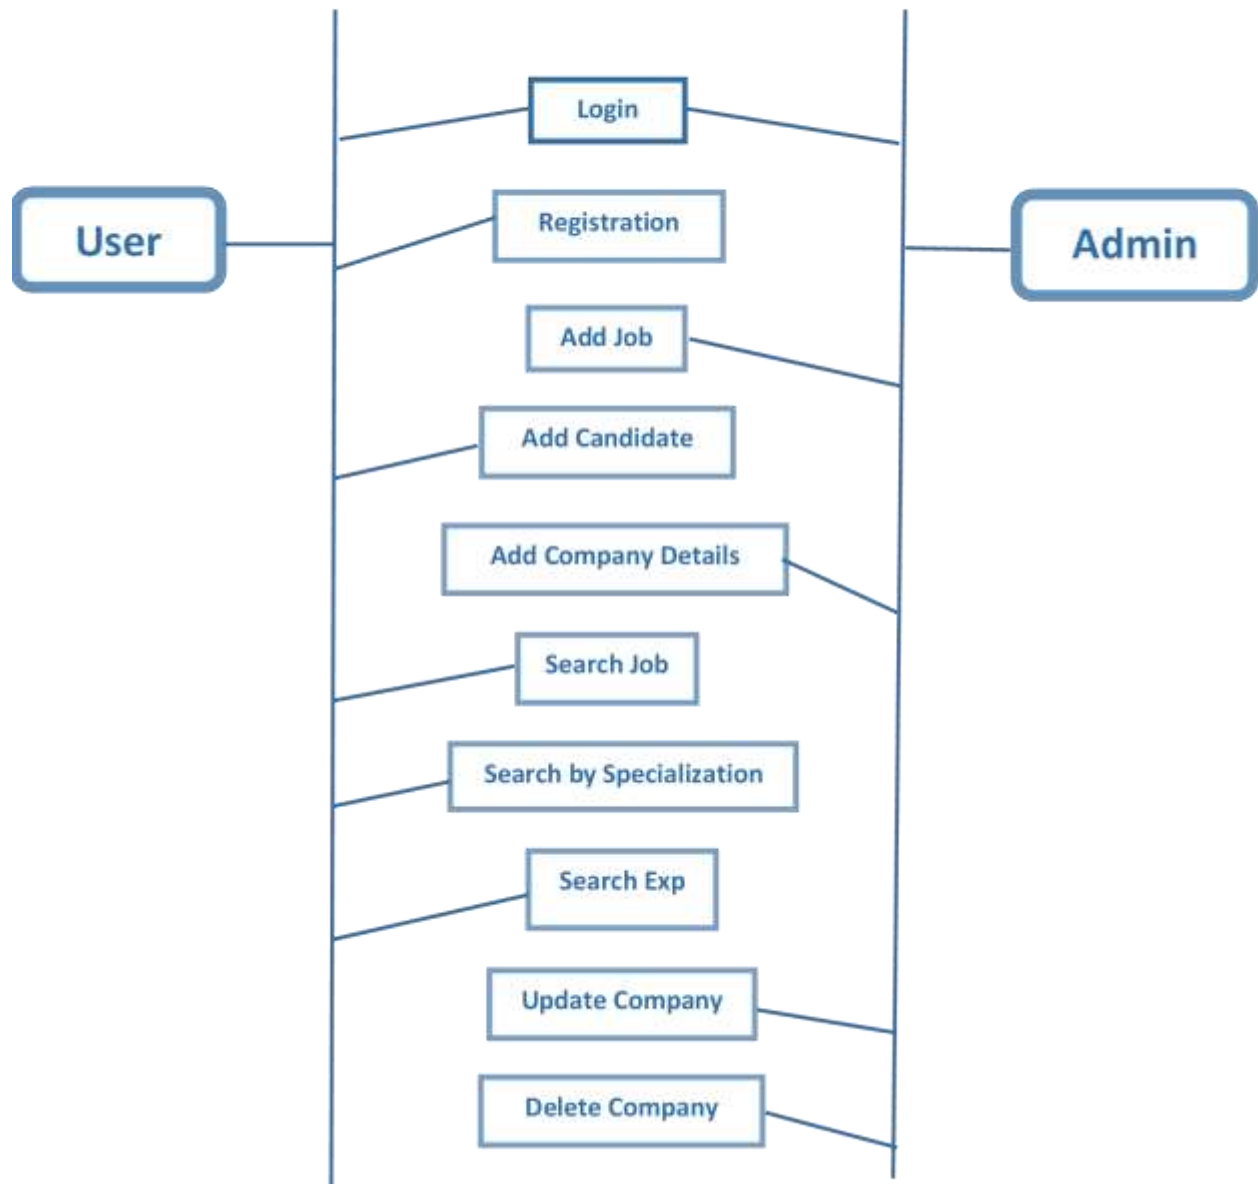 Login
User
Registration
Admin
Add Job
Add Candidate
Add Company Details
Search Job
Search by Specialization
Search Exp
Update Company
Delete Company